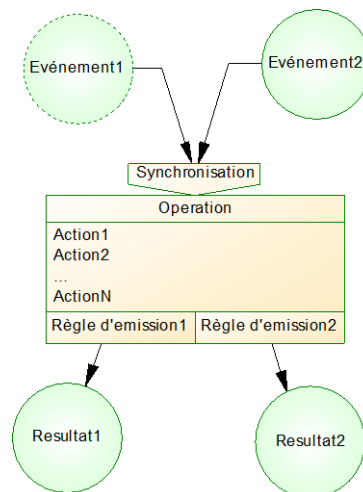 Evénement1
Evénement2
Synchronisation
Operation
Action1
Action2
...
ActionN
Règle d'emission1
Règle d'emission2
Resultat1
Resultat2